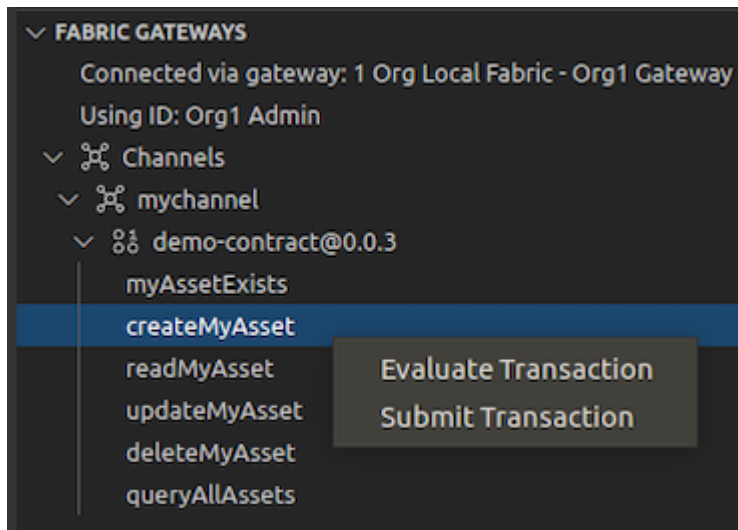 FABRIC GATEWAYS
Connected via gateway: 1 Org Local Fabric - Org1 Gateway
Using ID: Org1 Admin
Channels
mychannel
demo-contract@0.0.3
myAssetExists
createMyAsset
readMyAsset
Evaluate Transaction
updateMyAsset
Submit Transaction
deleteMyAsset
queryAllAssets